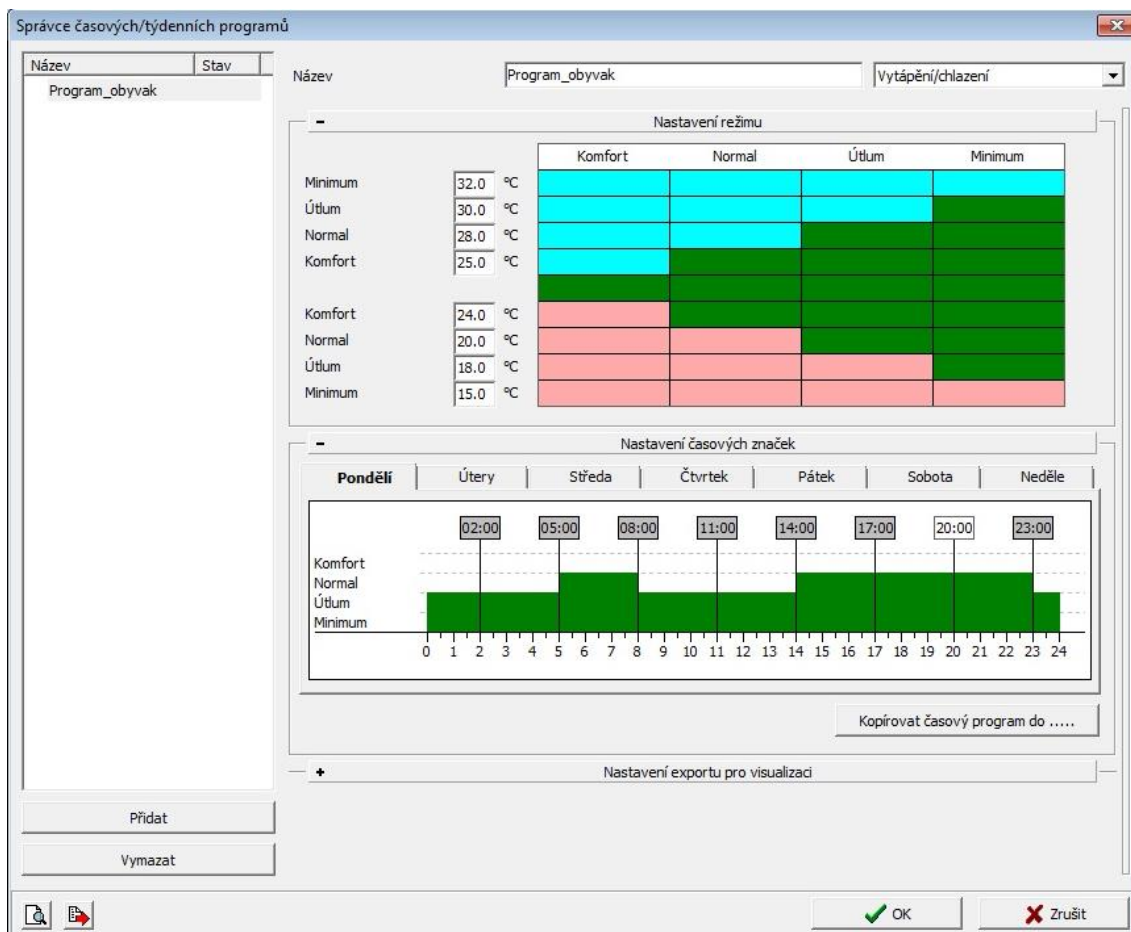 Správce časových/týdenních programů
Název Stav
Program_obyvak
Název Program_obyvak Vytápění/chlazení
Nastavení režimu
Komfort Normal Útlum Minimum
Minimum 32.0 °C
Útlum 30.0 °C
Normal 28.0 °C
Komfort 25.0 °C
Komfort 24.0 °C
Normal 20.0 °C
Útlum 18.0 °C
Minimum 15.0 °C
Nastavení časových značek
Pondělí Útery Středa Čtvrtek Pátek Sobota Neděle
02:00 05:00 08:00 11:00 14:00 17:00 20:00 23:00
Komfort
Normal
Útlum
Minimum
0 1 2 3 4 5 6 7 8 9 10 11 12 13 14 15 16 17 18 19 20 21 22 23 24
Kopírovat časový program do .....
Nastavení exportu pro visualizaci
Přidat
Vymazat
OK Zrušit